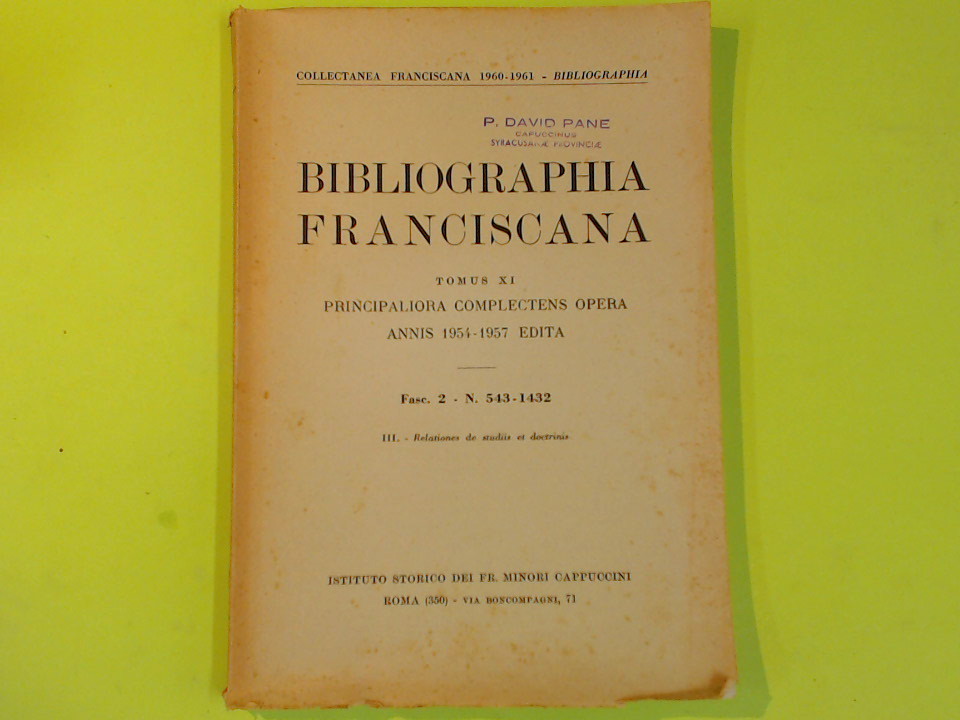 COLLECTANEA FRANCISCANA 1960-1961 - BIBLIOGRAPHIA
P. DAVID PANE
CAPUCCINUS
SYRACUSANÆ PROVINCIÆ
BIBLIOGRAPHIA
FRANCISCANA
TOMUS XI
PRINCIPALIORA COMPLECTENS OPERA
ANNIS 1954-1957 EDITA
Fasc. 2 - N. 543-1432
III. - Relationes de studiis et doctrinis
ISTITUTO STORICO DEI FR. MINORI CAPPUCCINI
ROMA (350) - VIA BONCOMPAGNI, 71